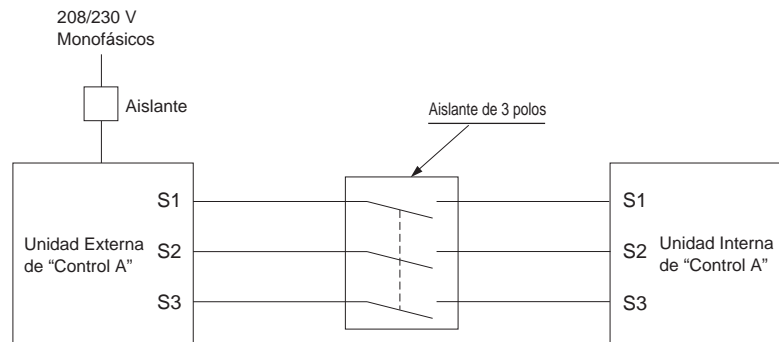 208/230 V
Monofásicos
Aislante
Aislante de 3 polos
S1
S1
Unidad Externa
de “Control A”
S2
S2
Unidad Interna
de “Control A”
S3
S3